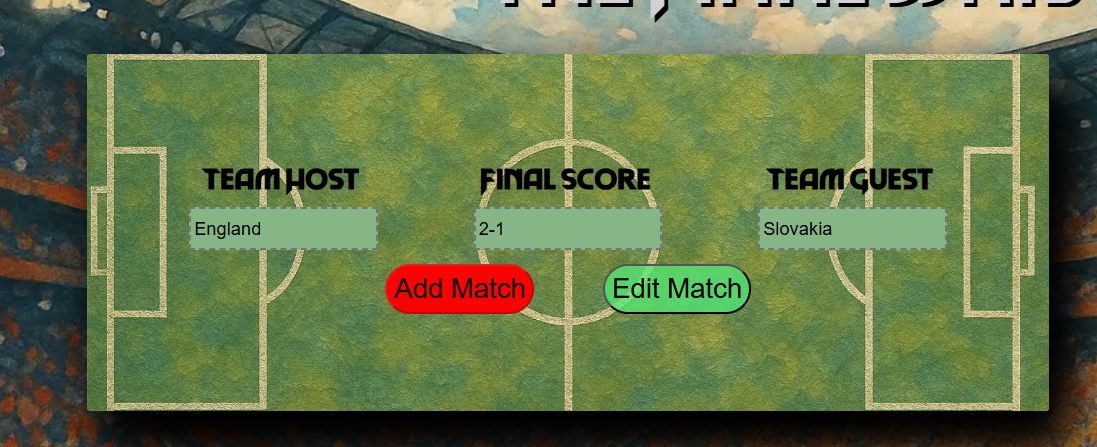 TEAM HOST
FINAL SCORE
TEAM GUEST
England
2-1
Slovakia
Add Match
Edit Match